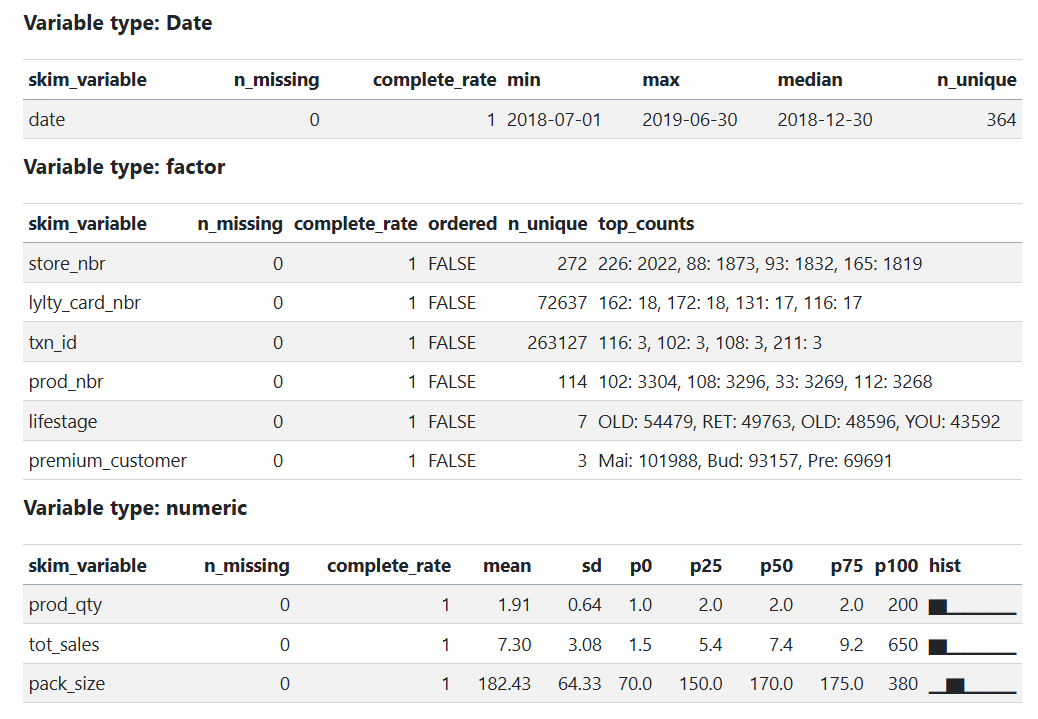 Variable type: Date
skim_variable n_missing complete_rate min max median n_unique
date 0 1 2018-07-01 2019-06-30 2018-12-30 364
Variable type: factor
skim_variable n_missing complete_rate ordered n_unique top_counts
store_nbr 0 1 FALSE 272 226: 2022, 88: 1873, 93: 1832, 165: 1819
lylty_card_nbr 0 1 FALSE 72637 162: 18, 172: 18, 131: 17, 116: 17
txn_id 0 1 FALSE 263127 116: 3, 102: 3, 108: 3, 211: 3
prod_nbr 0 1 FALSE 114 102: 3304, 108: 3296, 33: 3269, 112: 3268
lifestage 0 1 FALSE 7 OLD: 54479, RET: 49763, OLD: 48596, YOU: 43592
premium_customer 0 1 FALSE 3 Mai: 101988, Bud: 93157, Pre: 69691
Variable type: numeric
skim_variable n_missing complete_rate mean sd p0 p25 p50 p75 p100 hist
prod_qty 0 1 1.91 0.64 1.0 2.0 2.0 2.0 200
tot_sales 0 1 7.30 3.08 1.5 5.4 7.4 9.2 650
pack_size 0 1 182.43 64.33 70.0 150.0 170.0 175.0 380